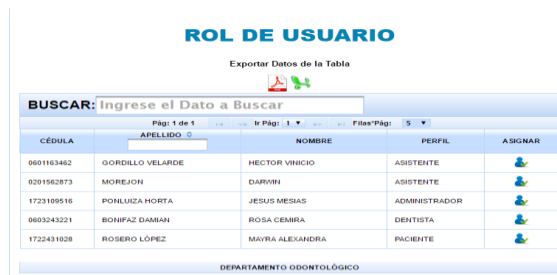 ROL DE USUARIO
Exportar Datos de la Tabla
BUSCAR: Ingrese el Dato a Buscar
Pág: 1 de 1 Ir Pág: 1 Filas*Pág: 5
CÉDULA APELLIDO NOMBRE PERFIL ASIGNAR
0601163462 GORDILLO VELARDE HECTOR VINICIO ASISTENTE
0201562873 MOREJON DARWIN ASISTENTE
1723109516 PONLUIZA HORTA JESUS MESIAS ADMINISTRADOR
0603243221 BONIFAZ DAMIAN ROSA CEMIRA DENTISTA
1722431028 ROSERO LÓPEZ MAYRA ALEXANDRA PACIENTE
DEPARTAMENTO ODONTOLÓGICO